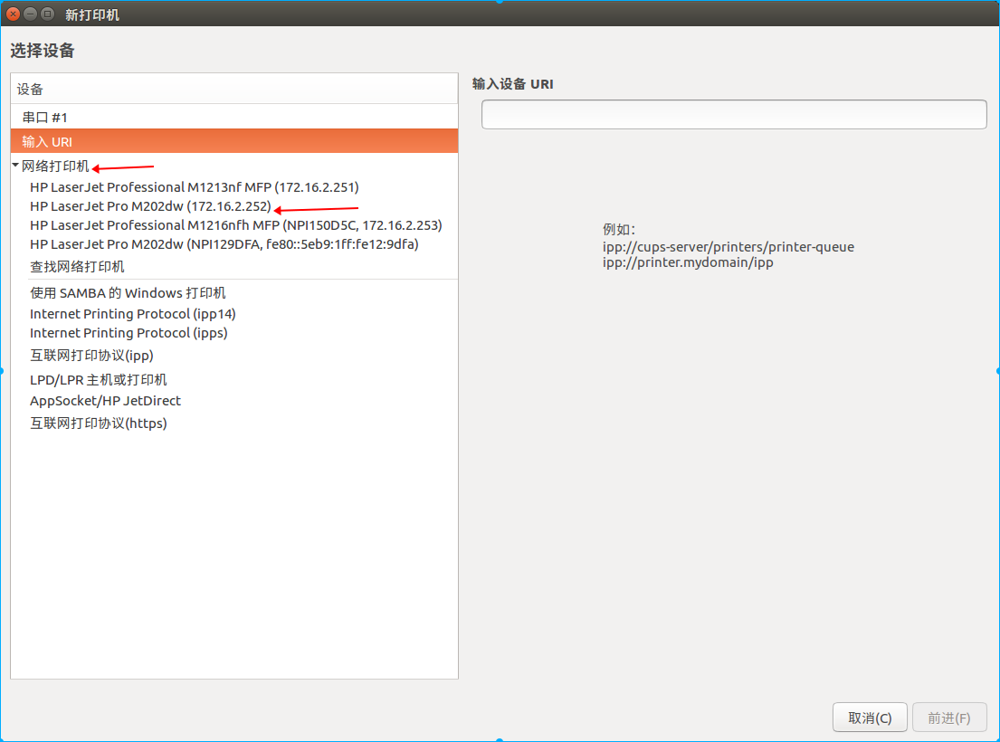 新打印机
选择设备
设备
串口 #1
输入 URI
网络打印机
HP LaserJet Professional M1213nf MFP (172.16.2.251)
HP LaserJet Pro M202dw (172.16.2.252)
HP LaserJet Professional M1216nfh MFP (NPI150D5C, 172.16.2.253)
HP LaserJet Pro M202dw (NPI129DFA, fe80::5eb9:1ff:fe12:9dfa)
查找网络打印机
使用 SAMBA 的 Windows 打印机
Internet Printing Protocol (ipp14)
Internet Printing Protocol (ipps)
互联网打印协议(ipp)
LPD/LPR 主机或打印机
AppSocket/HP JetDirect
互联网打印协议(https)
输入设备 URI
例如：
ipp://cups-server/printers/printer-queue
ipp://printer.mydomain/ipp
取消(C)
前进(F)